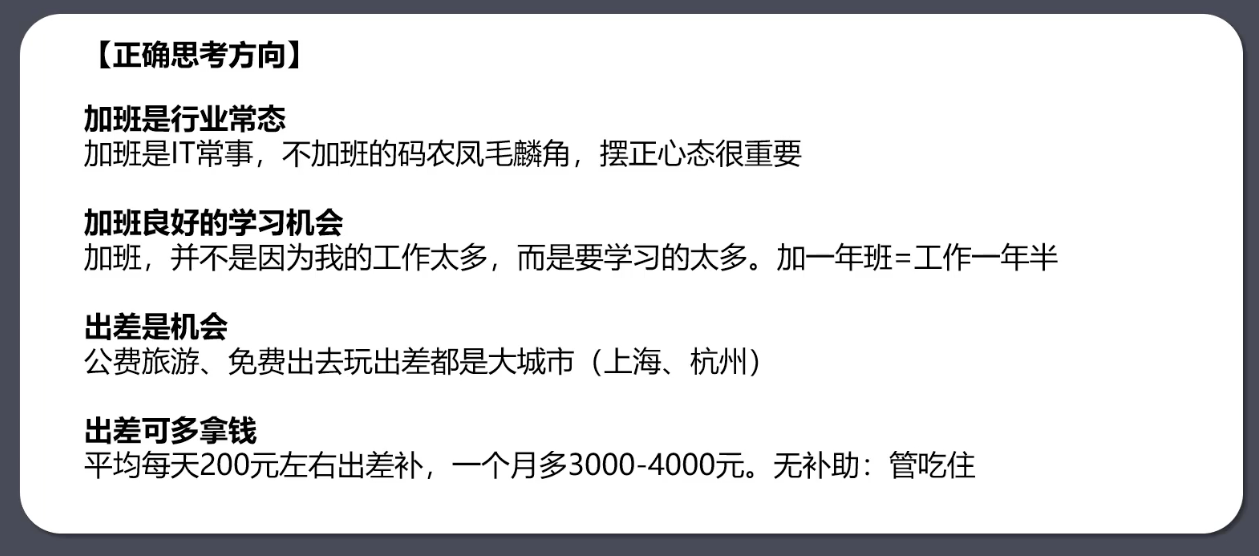 【正确思考方向】
加班是行业常态
加班是IT常事，不加班的码农凤毛麟角，摆正心态很重要
加班良好的学习机会
加班，并不是因为我的工作太多，而是要学习的太多。加一年班=工作一年半
出差是机会
公费旅游、免费出去玩出差都是大城市（上海、杭州）
出差可多拿钱
平均每天200元左右出差补，一个月多3000-4000元。无补助：管吃住